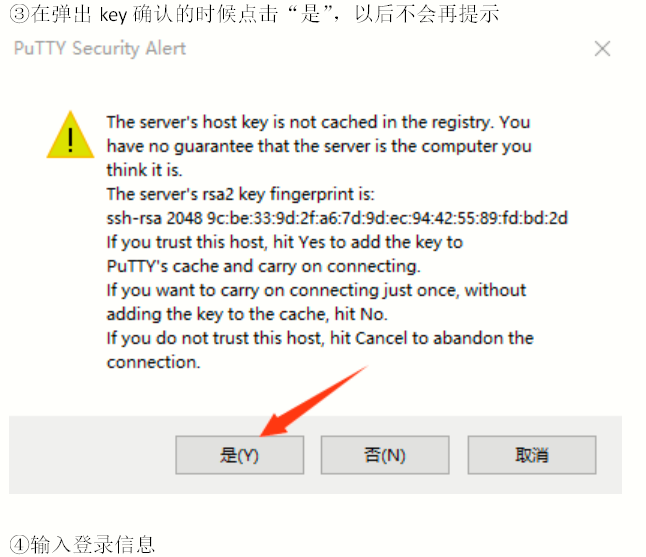 ③在弹出 key 确认的时候点击“是”，以后不会再提示
PuTTY Security Alert
The server's host key is not cached in the registry. You
have no guarantee that the server is the computer you
think it is.
The server's rsa2 key fingerprint is:
ssh-rsa 2048 9c:be:33:9d:2f:a6:7d:9d:ec:94:42:55:89:fd:bd:2d
If you trust this host, hit Yes to add the key to
PuTTY's cache and carry on connecting.
If you want to carry on connecting just once, without
adding the key to the cache, hit No.
If you do not trust this host, hit Cancel to abandon the
connection.
是(Y) 否(N) 取消
④输入登录信息